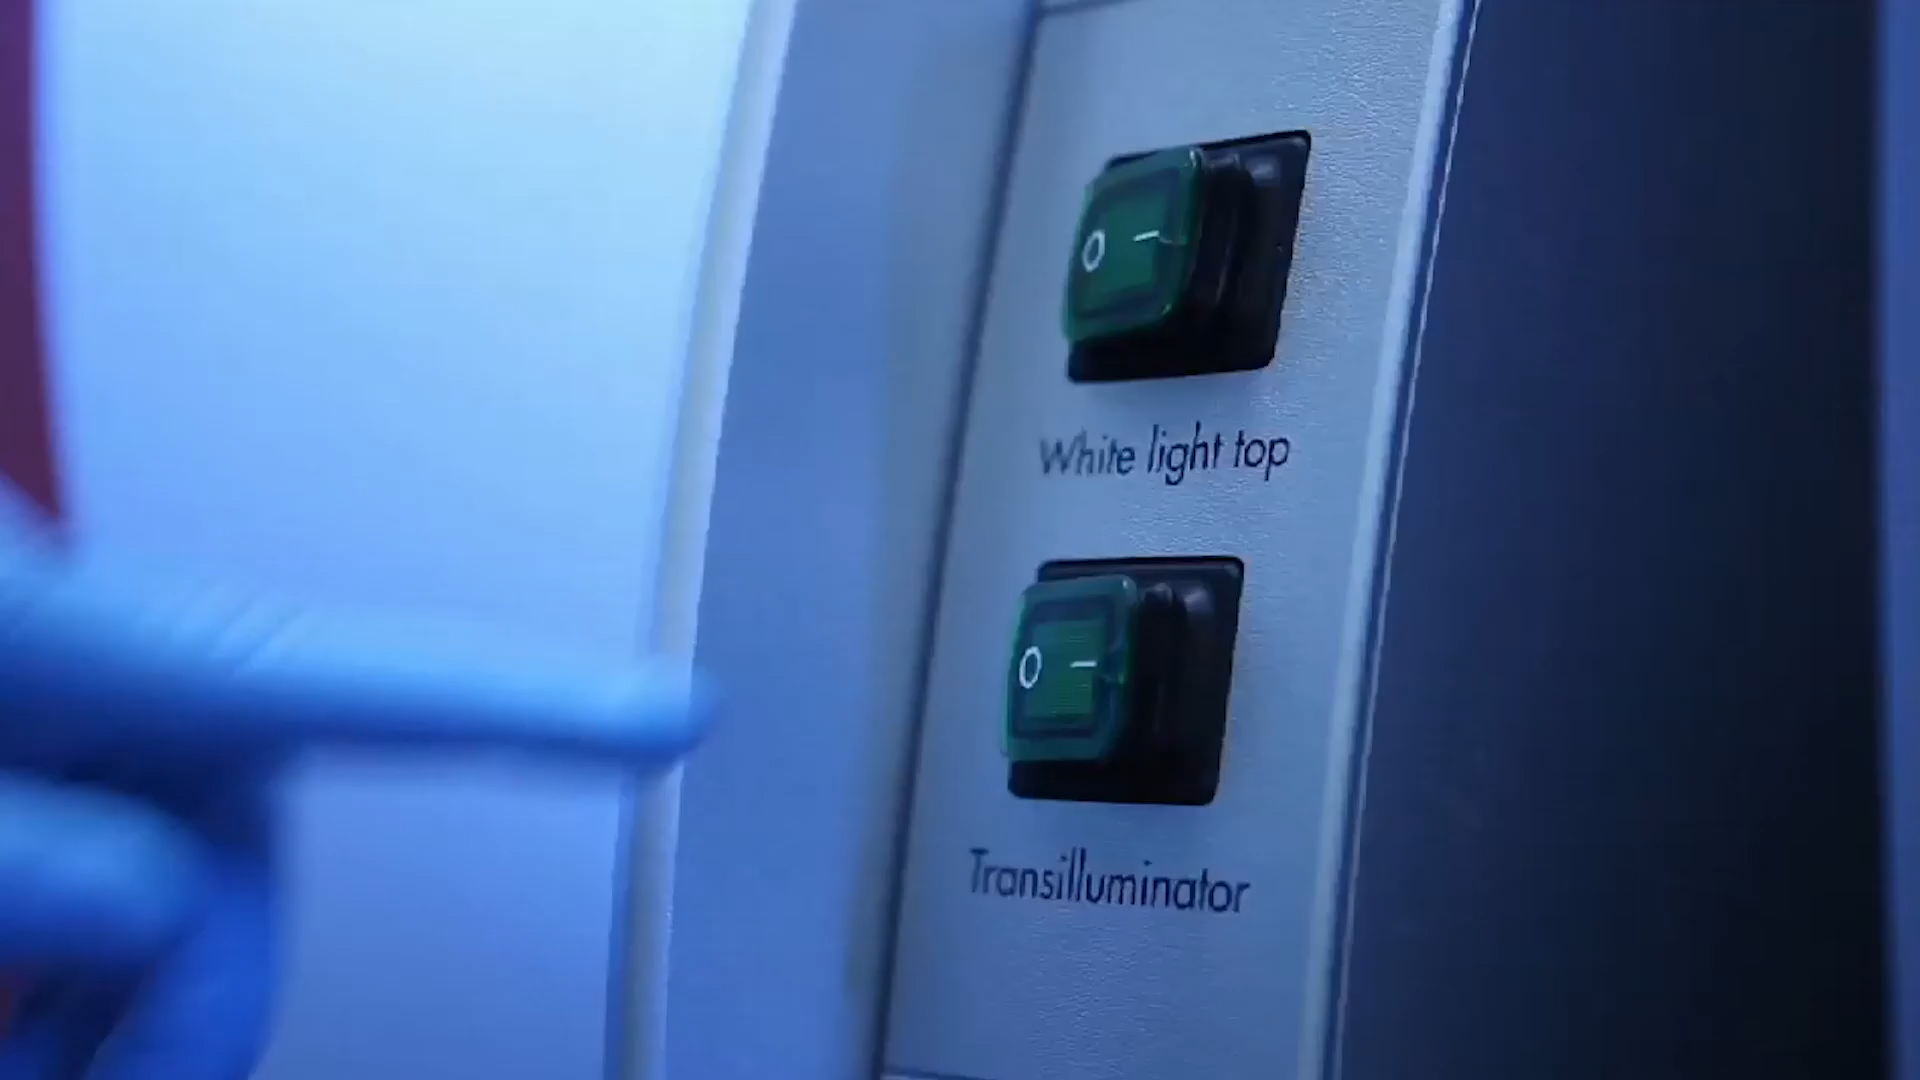 O –
White light top
O –
Transilluminator